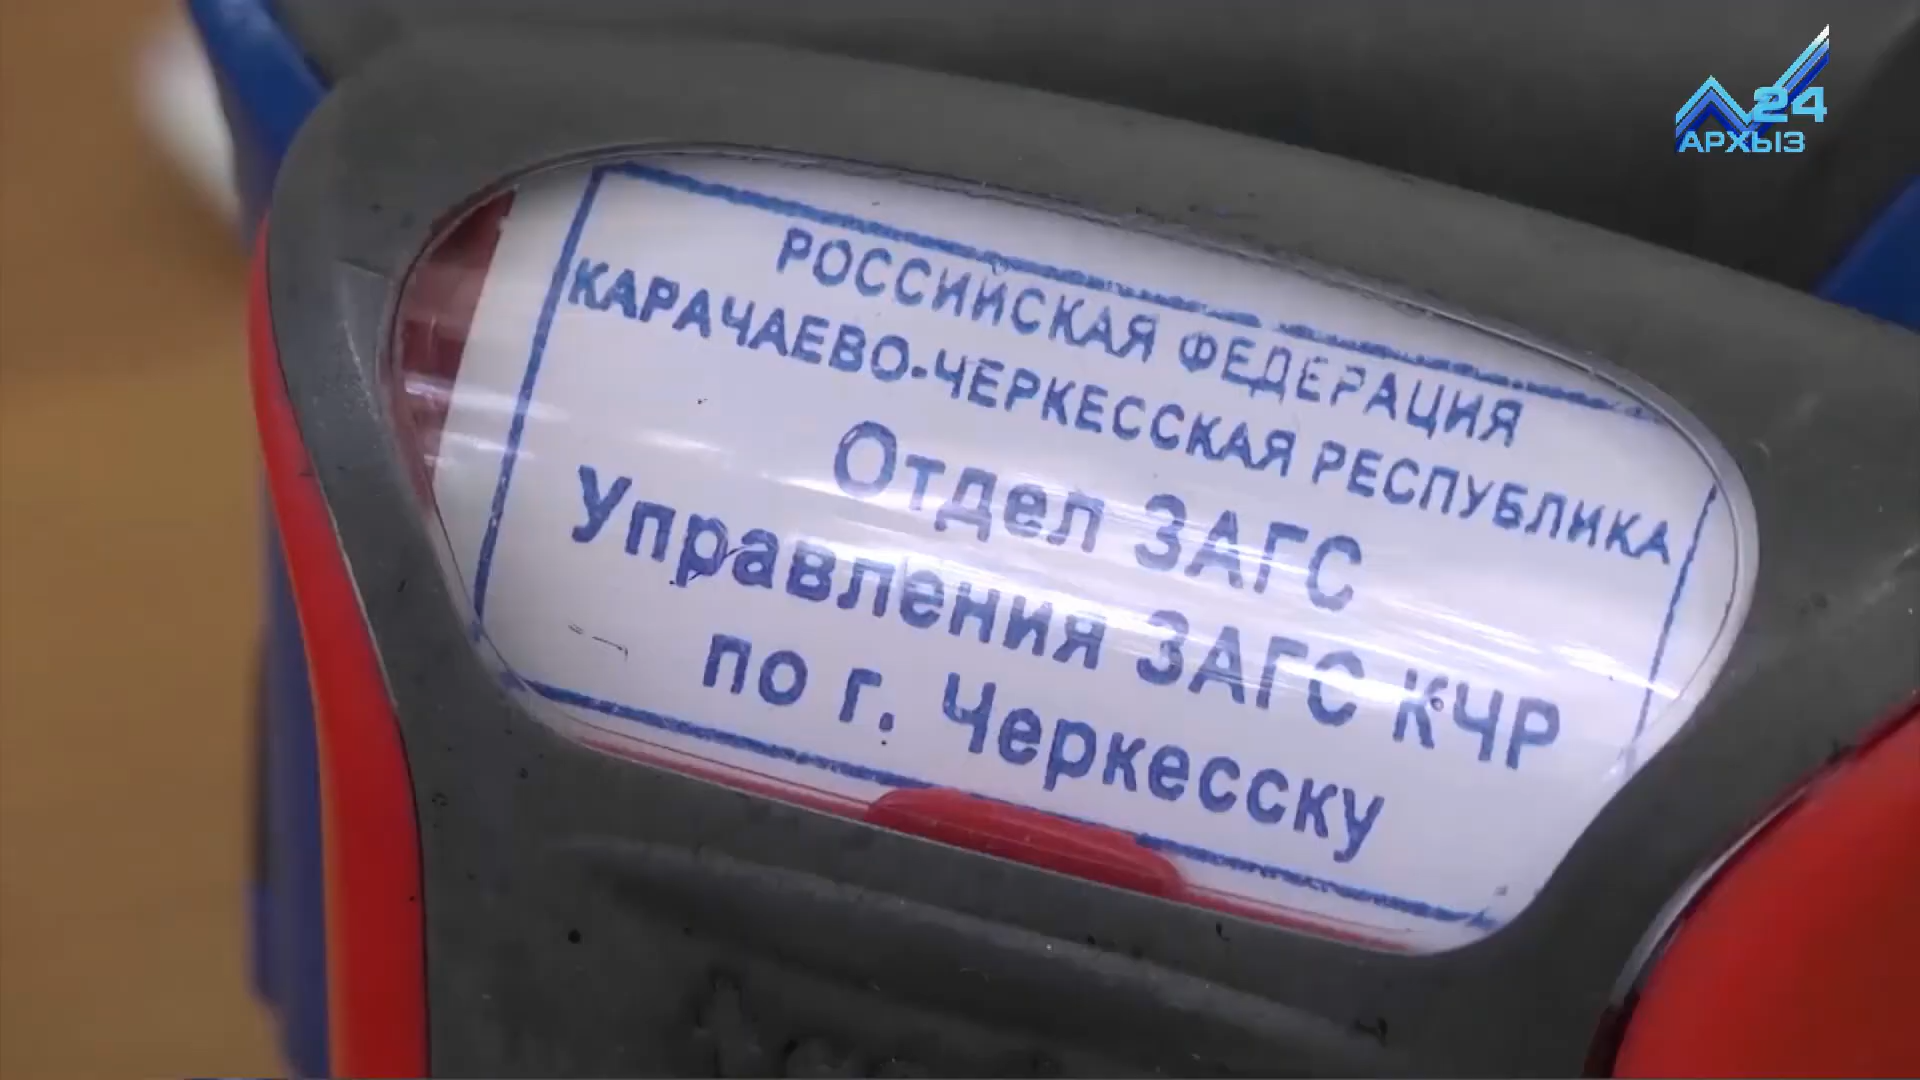 24
АРХЫЗ
РОССИЙСКАЯ ФЕДЕРАЦИЯ
КАРАЧАЕВО-ЧЕРКЕССКАЯ РЕСПУБЛИКА
Отдел ЗАГС
Управления ЗАГС КЧР
по г. Черкесску